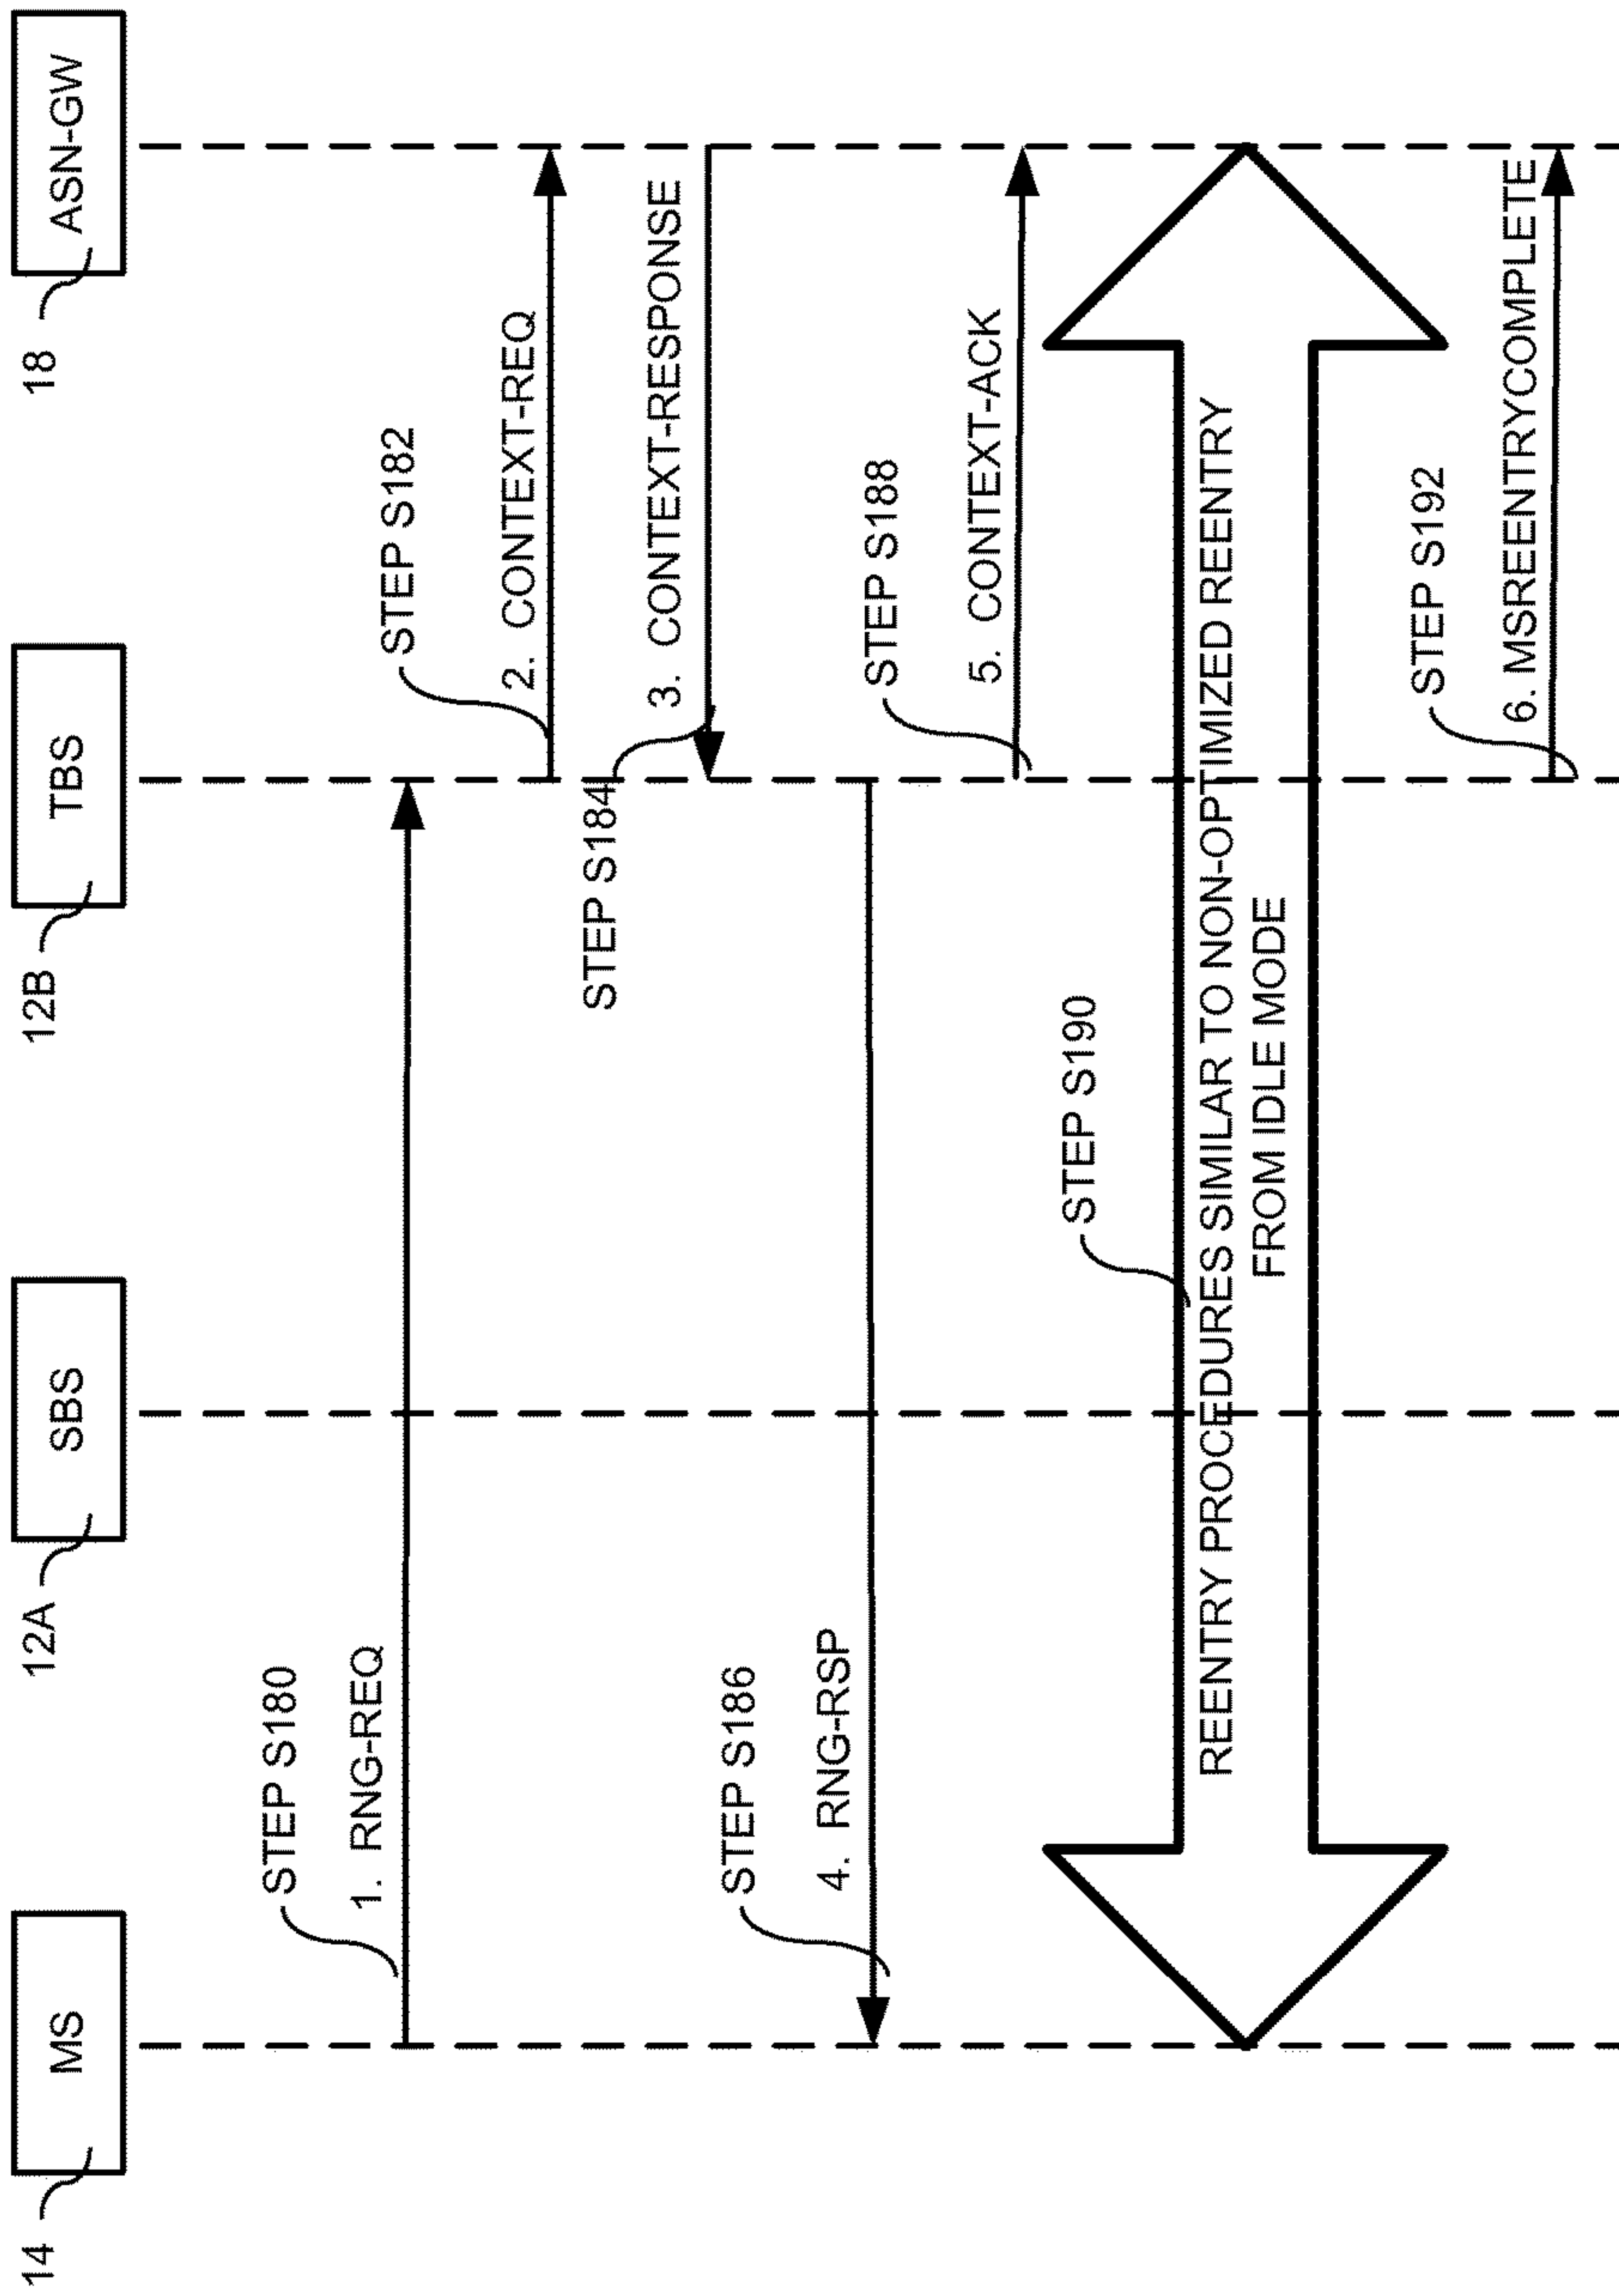 MS
SBS
TBS
ASN-GW
14
12A
12B
18
STEP S180
1. RNG-REQ
STEP S182
2. CONTEXT-REQ
STEP S184
3. CONTEXT-RESPONSE
STEP S186
4. RNG-RSP
STEP S188
5. CONTEXT-ACK
STEP S190
REENTRY PROCEDURES SIMILAR TO NON-OPTIMIZED REENTRY
FROM IDLE MODE
STEP S192
6. MSREENTRYCOMPLETE